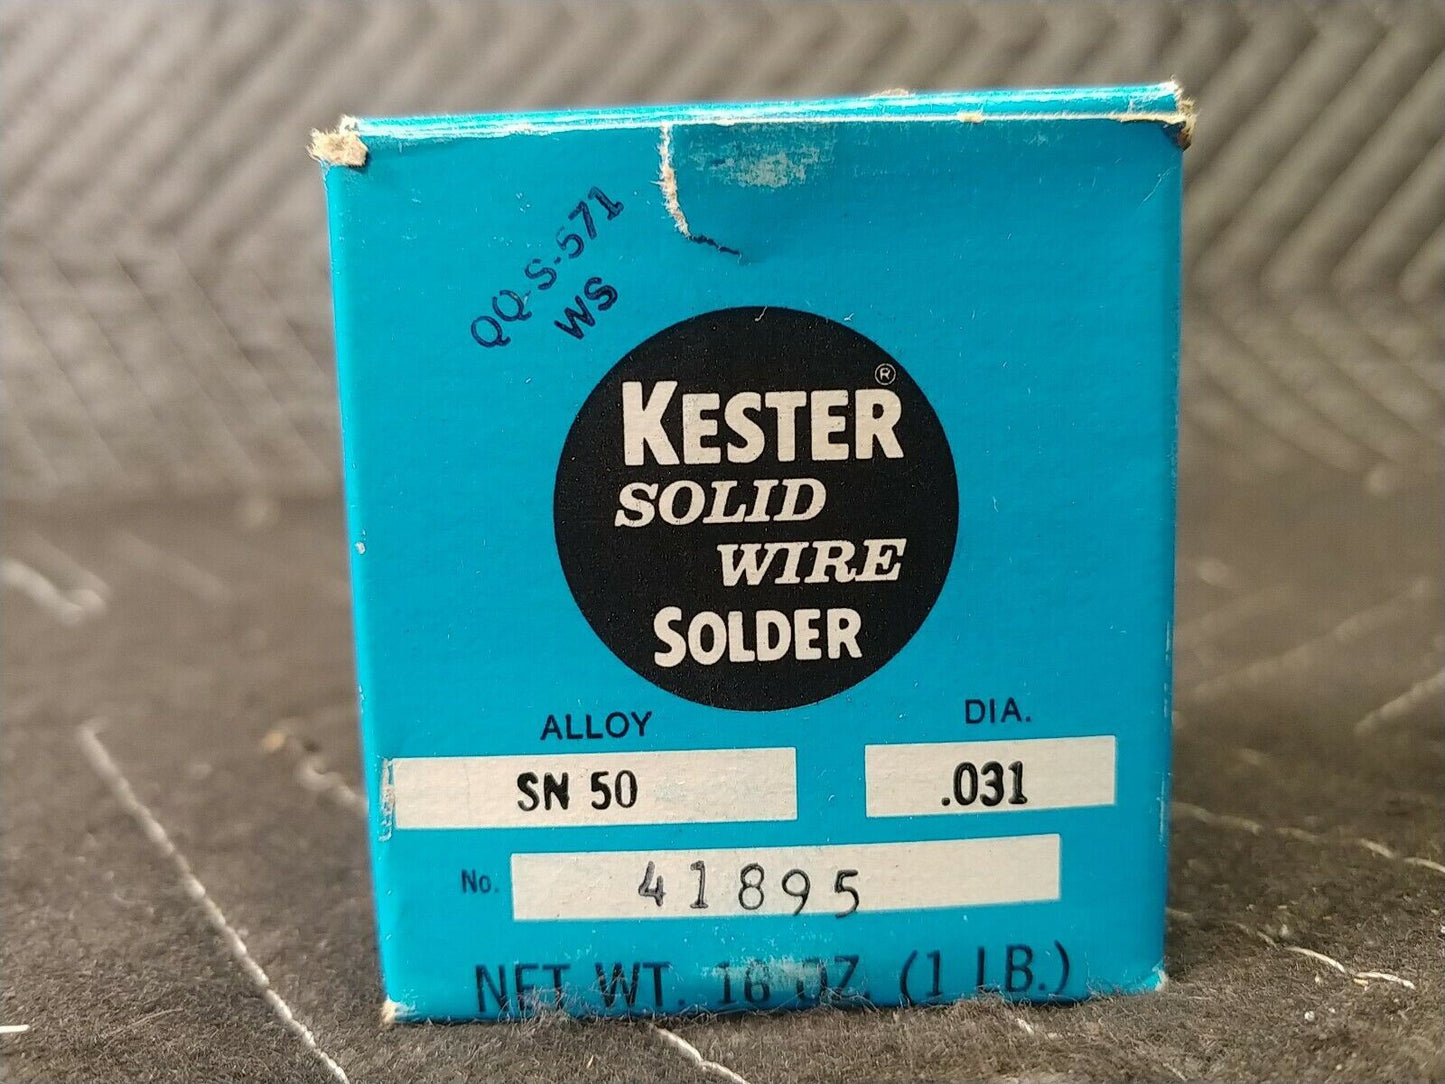 QQ-S-571
WS
KESTER®
SOLID
WIRE
SOLDER
ALLOY
DIA.
SN 50
.031
No.
41895
NET WT. 16 OZ. (1 LB.)